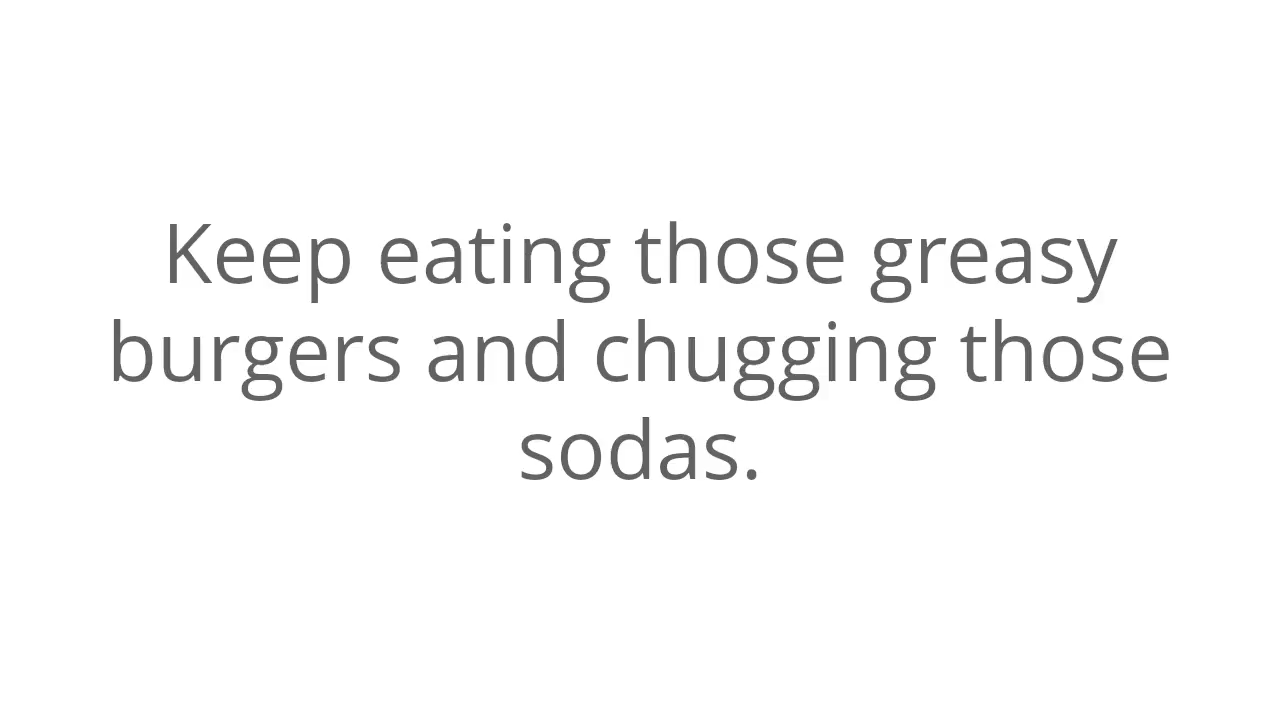 Keep eating those greasy
burgers and chugging those
sodas.